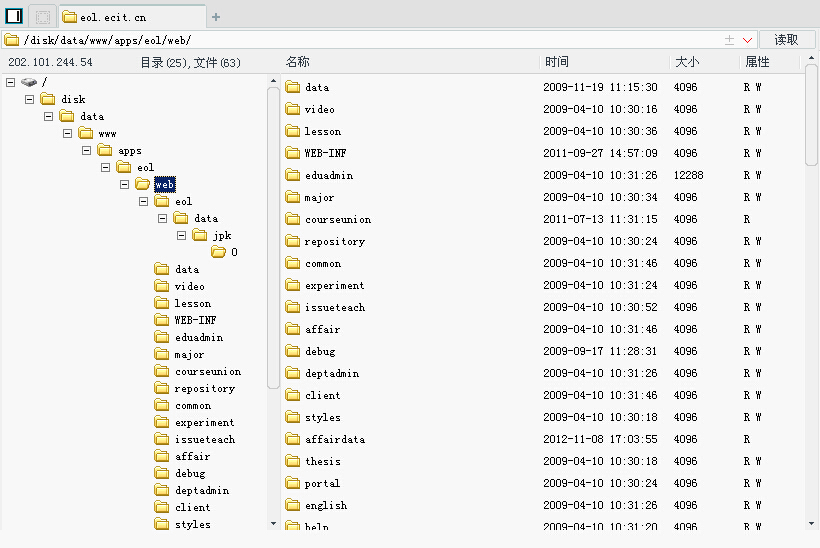 eol.ecit.cn
/disk/data/www/apps/eol/web/ 读取
202.101.244.54 目录(25),文件(63) 名称 时间 大小 属性
/
disk
data
www
apps
eol
web
eol
data
jpk
0
data
video
lesson
WEB-INF
eduadmin
major
courseunion
repository
common
experiment
issueteach
affair
debug
deptadmin
client
styles
data 2009-11-19 11:15:30 4096 R W
video 2009-04-10 10:30:16 4096 R W
lesson 2009-04-10 10:30:36 4096 R W
WEB-INF 2011-09-27 14:57:09 4096 R W
eduadmin 2009-04-10 10:31:26 12288 R W
major 2009-04-10 10:30:34 4096 R W
courseunion 2011-07-13 11:31:15 4096 R
repository 2009-04-10 10:30:24 4096 R W
common 2009-04-10 10:31:46 4096 R W
experiment 2009-04-10 10:31:24 4096 R W
issueteach 2009-04-10 10:30:52 4096 R W
affair 2009-04-10 10:31:46 4096 R W
debug 2009-09-17 11:28:31 4096 R W
deptadmin 2009-04-10 10:31:26 4096 R W
client 2009-04-10 10:31:46 4096 R W
styles 2009-04-10 10:30:18 4096 R W
affairdata 2012-11-08 17:03:55 4096 R
thesis 2009-04-10 10:30:18 4096 R W
portal 2009-04-10 10:30:24 4096 R W
english 2009-04-10 10:31:26 4096 R W
help 2009-04-10 10:31:20 4096 R W